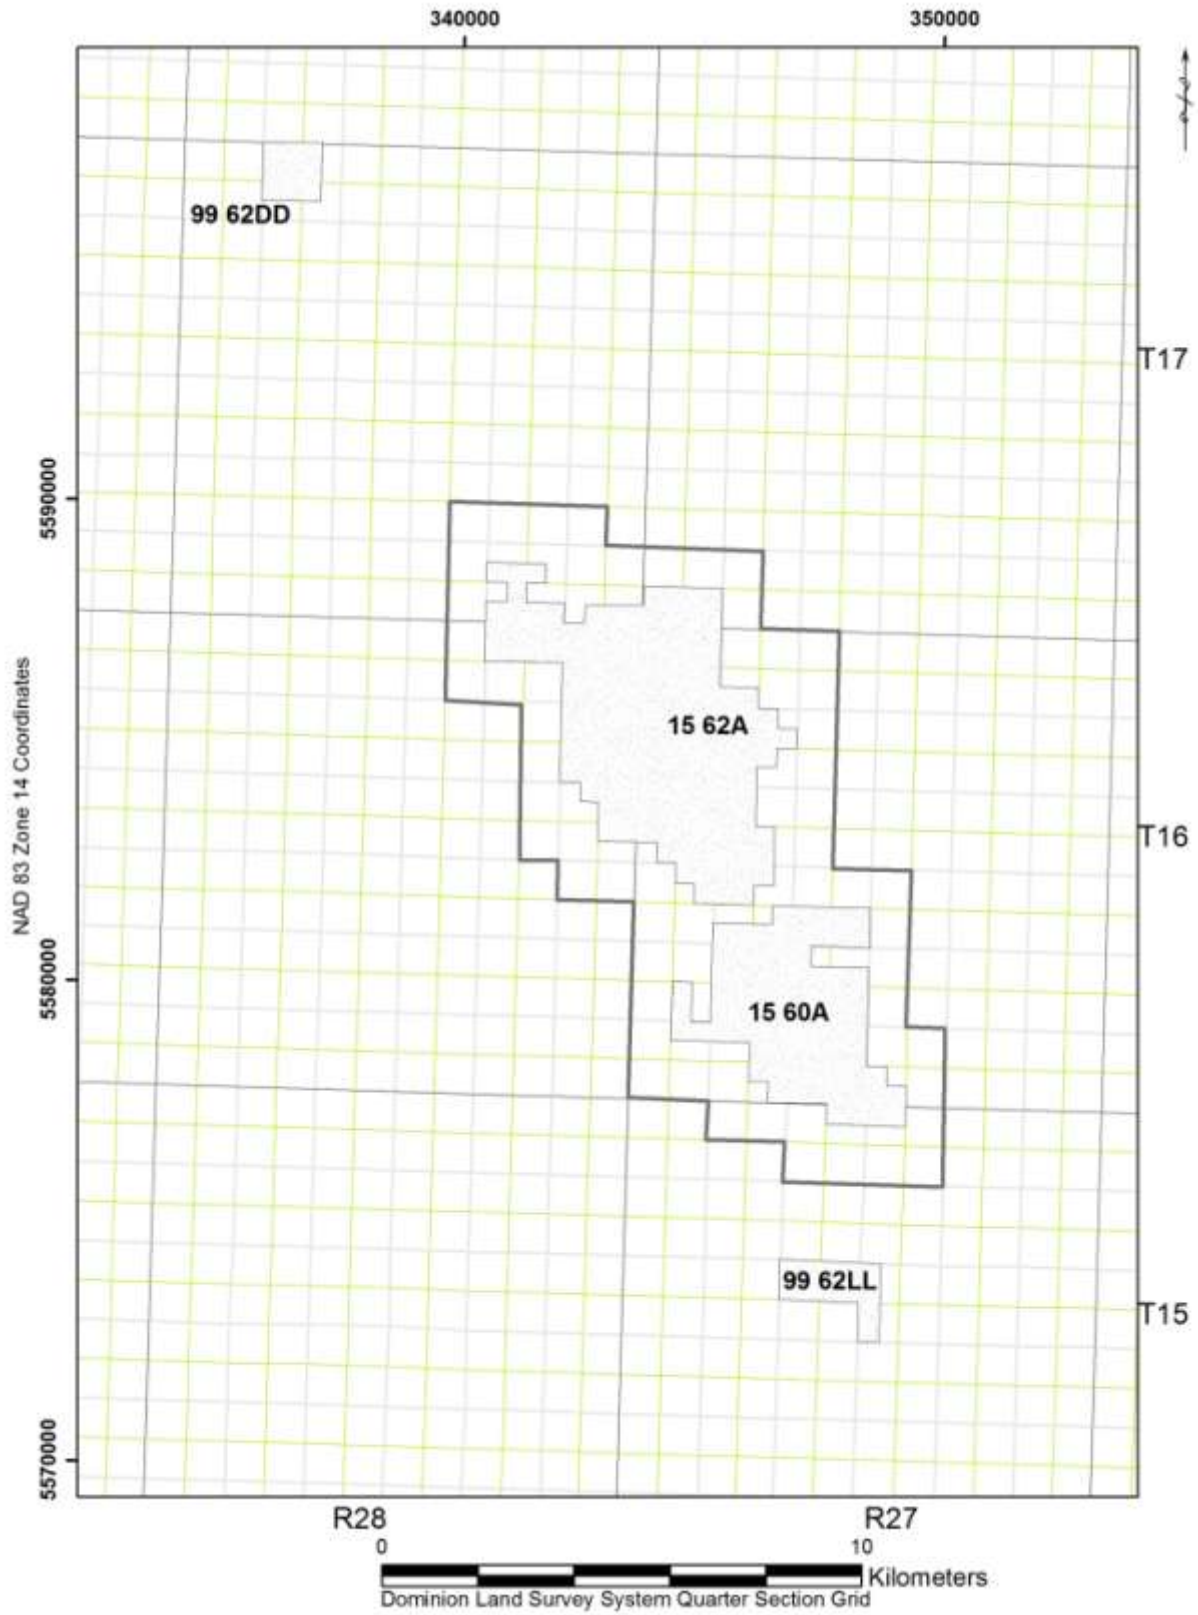 340000
350000
99 62DD
T17
5590000
15 62A
NAD 83 Zone 14 Coordinates
T16
5580000
15 60A
99 62LL
T15
5570000
R28
R27
0
10
Kilometers
Dominion Land Survey System Quarter Section Grid